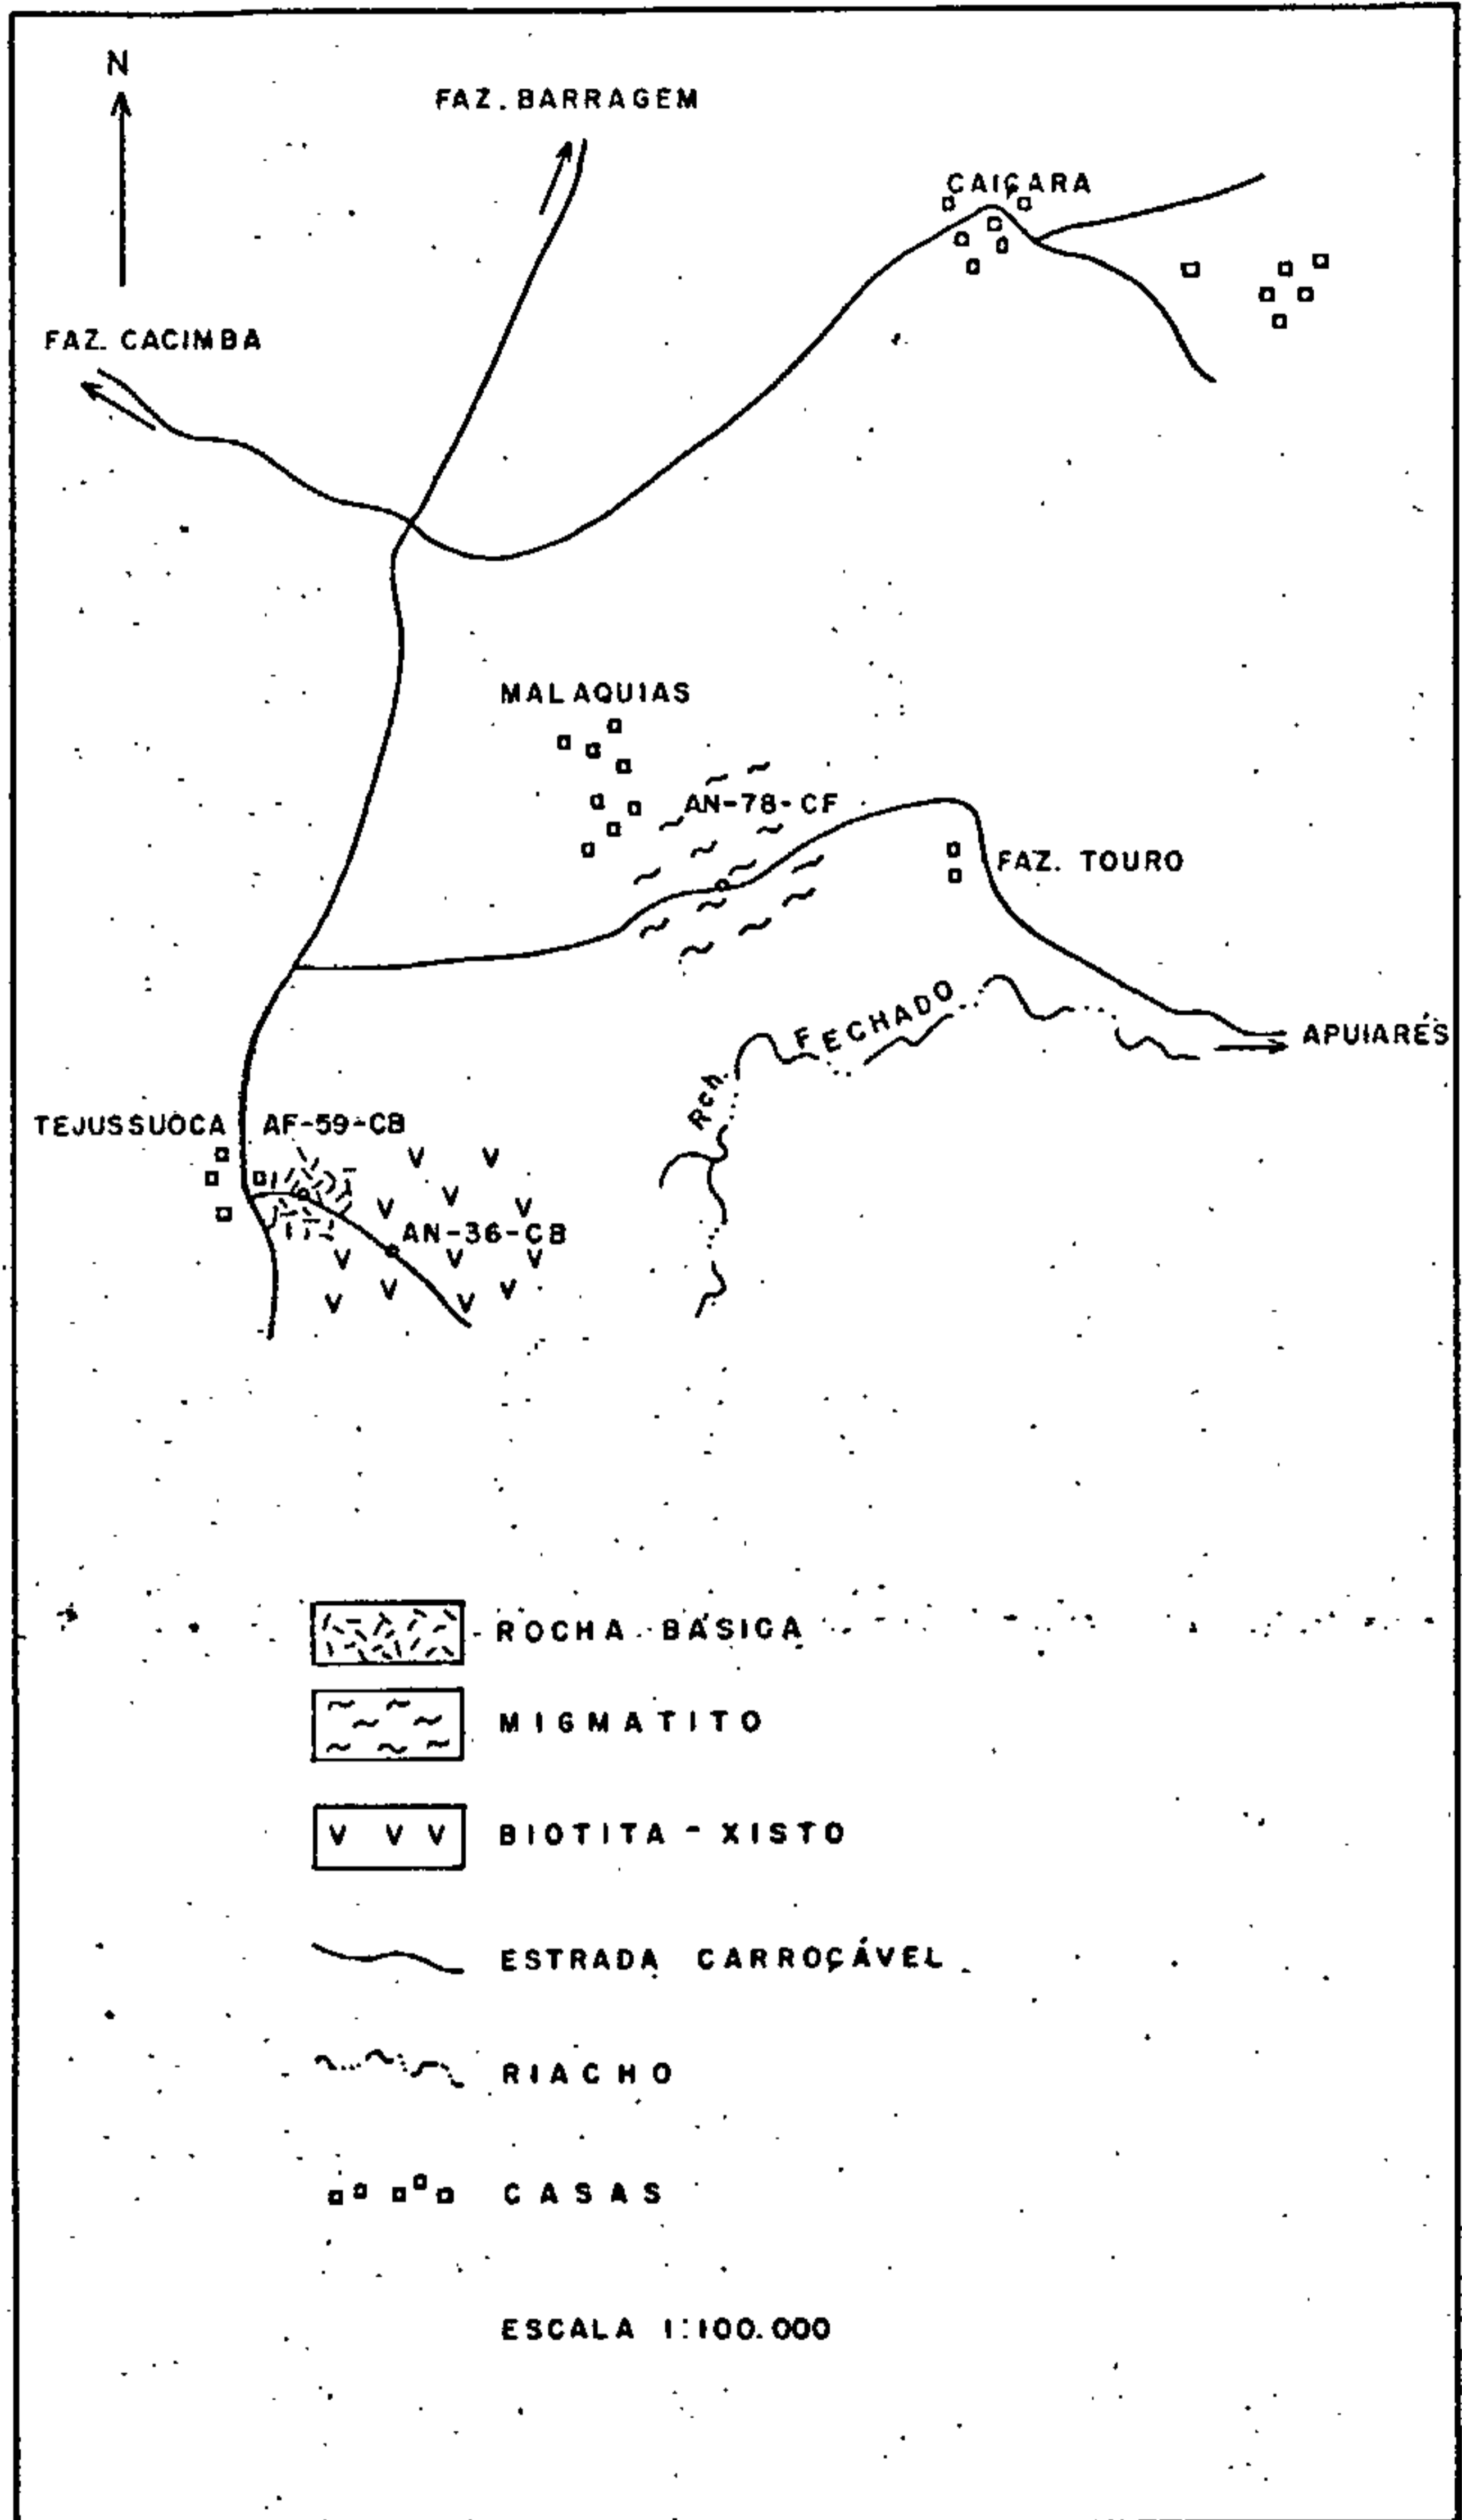 N
FAZ. BARRAGEM
CAIÇARA
FAZ. CACIMBA
MALAQUIAS
AN-78-CF
FAZ. TOURO
RCH. FECHADO
APUIARÉS
TEJUSSUOCA
AF-59-CB
AN-36-CB
ROCHA BÁSICA
MIGMATITO
V V V
BIOTITA - XISTO
ESTRADA CARROÇÁVEL
RIACHO
CASAS
ESCALA 1:100.000